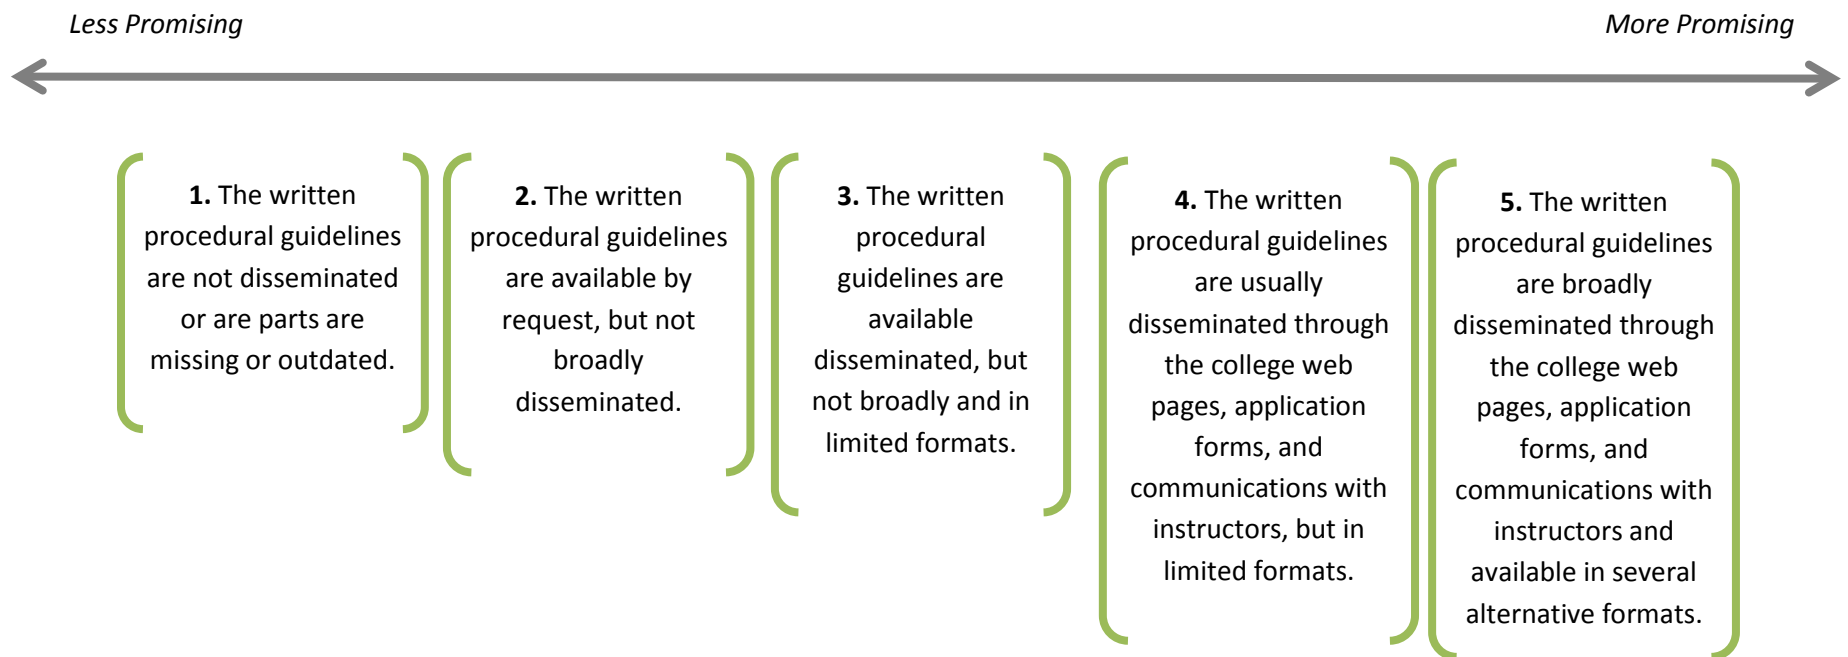 Less Promising
More Promising
1. The written
procedural guidelines
are not disseminated
or are parts are
missing or outdated.
2. The written
procedural guidelines
are available by
request, but not
broadly
disseminated.
3. The written
procedural
guidelines are
available
disseminated, but
not broadly and in
limited formats.
4. The written
procedural guidelines
are usually
disseminated through
the college web
pages, application
forms, and
communications with
instructors, but in
limited formats.
5. The written
procedural guidelines
are broadly
disseminated through
the college web
pages, application
forms, and
communications with
instructors and
available in several
alternative formats.